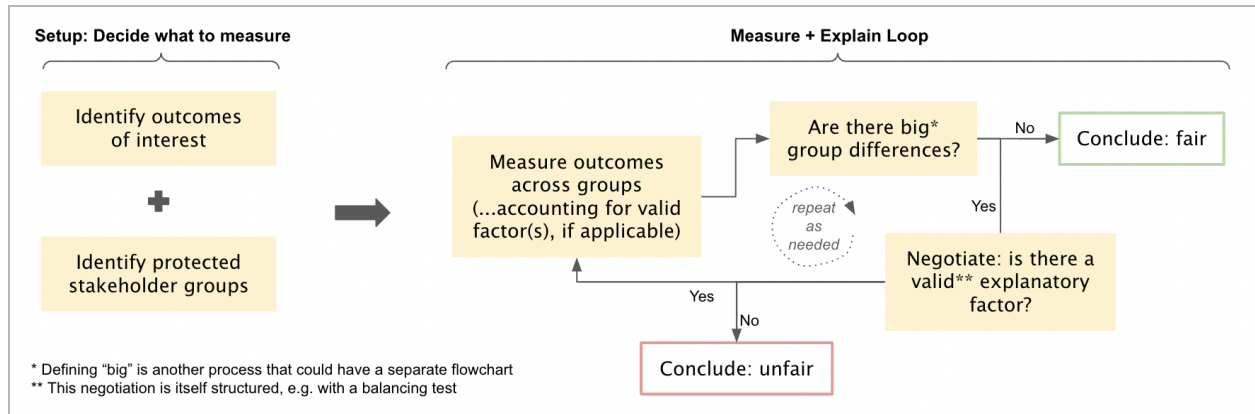 Setup: Decide what to measure
Identify outcomes
of interest
Identify protected
stakeholder groups
Measure + Explain Loop
Measure outcomes
across groups
(...accounting for valid
factor(s), if applicable)
Are there big*
group differences?
No
Conclude: fair
Yes
repeat
as
needed
Negotiate: is there a
valid** explanatory
factor?
Yes
No
Conclude: unfair
* Defining “big” is another process that could have a separate flowchart
** This negotiation is itself structured, e.g. with a balancing test